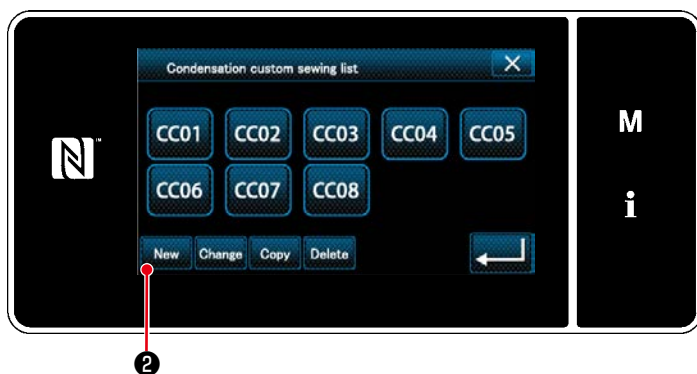 Condensation custom sewing list
CC01 CC02 CC03 CC04 CC05
M
CC06 CC07 CC08
i
New Change Copy Delete
❷